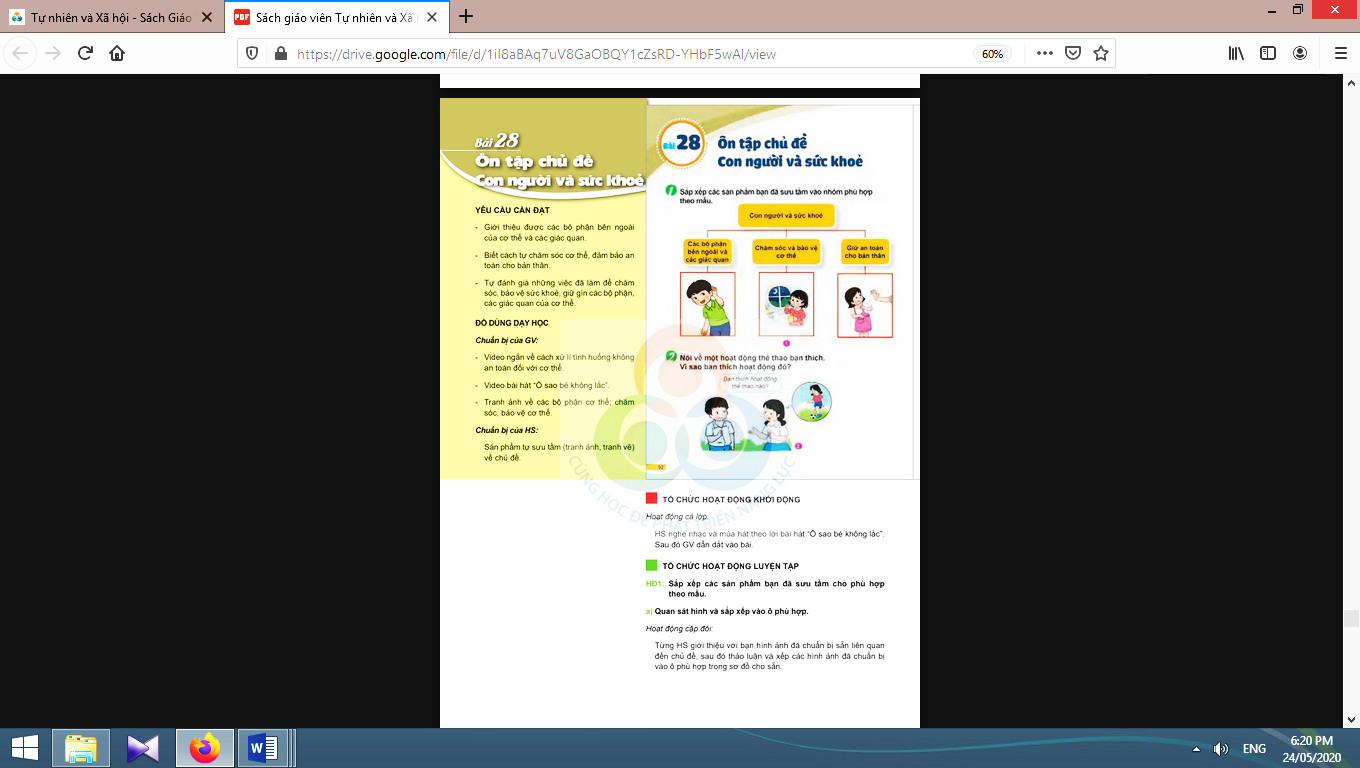 Tự nhiên và Xã hội - Sách Giáo
Sách giáo viên Tự nhiên và Xã h
https://drive.google.com/file/d/1iI8aBAq7uV8GaOBQY1cZsRD-YHbF5wAI/view
60%
Bài 28
Ôn tập chủ đề
Con người và sức khoẻ
YÊU CẦU CẦN ĐẠT
- Giới thiệu được các bộ phận bên ngoài
của cơ thể và các giác quan.
- Biết cách tự chăm sóc cơ thể, đảm bảo an
toàn cho bản thân.
- Tự đánh giá những việc đã làm để chăm
sóc, bảo vệ sức khoẻ, giữ gìn các bộ phận,
các giác quan của cơ thể.
ĐỒ DÙNG DẠY HỌC
Chuẩn bị của GV:
- Video ngắn về cách xử lí tình huống không
an toàn đối với cơ thể.
- Video bài hát “Ồ sao bé không lắc”.
- Tranh ảnh về các bộ phận cơ thể; chăm
sóc, bảo vệ cơ thể.
Chuẩn bị của HS:
Sản phẩm tự sưu tầm (tranh ảnh, tranh vẽ)
về chủ đề.
Bài 28
Ôn tập chủ đề
Con người và sức khoẻ
1 Sắp xếp các sản phẩm bạn đã sưu tầm vào nhóm phù hợp
theo mẫu.
Con người và sức khoẻ
Các bộ phận
bên ngoài và
các giác quan
Chăm sóc và bảo vệ
cơ thể
Giữ an toàn
cho bản thân
1
2 Nói về một hoạt động thể thao bạn thích.
Vì sao bạn thích hoạt động đó?
Bạn thích hoạt động
thể thao nào?
2
92
CÙNG HỌC ĐỂ PHÁT TRIỂN NĂNG LỰC
TỔ CHỨC HOẠT ĐỘNG KHỞI ĐỘNG
Hoạt động cả lớp:
HS nghe nhạc và múa hát theo lời bài hát “Ồ sao bé không lắc”.
Sau đó GV dẫn dắt vào bài.
TỔ CHỨC HOẠT ĐỘNG LUYỆN TẬP
HĐ1: Sắp xếp các sản phẩm bạn đã sưu tầm cho phù hợp
theo mẫu.
a) Quan sát hình và sắp xếp vào ô phù hợp.
Hoạt động cặp đôi:
Từng HS giới thiệu với bạn hình ảnh đã chuẩn bị sẵn liên quan
đến chủ đề, sau đó thảo luận và xếp các hình ảnh đã chuẩn bị
vào ô phù hợp trong sơ đồ cho sẵn.
ENG
6:20 PM
24/05/2020